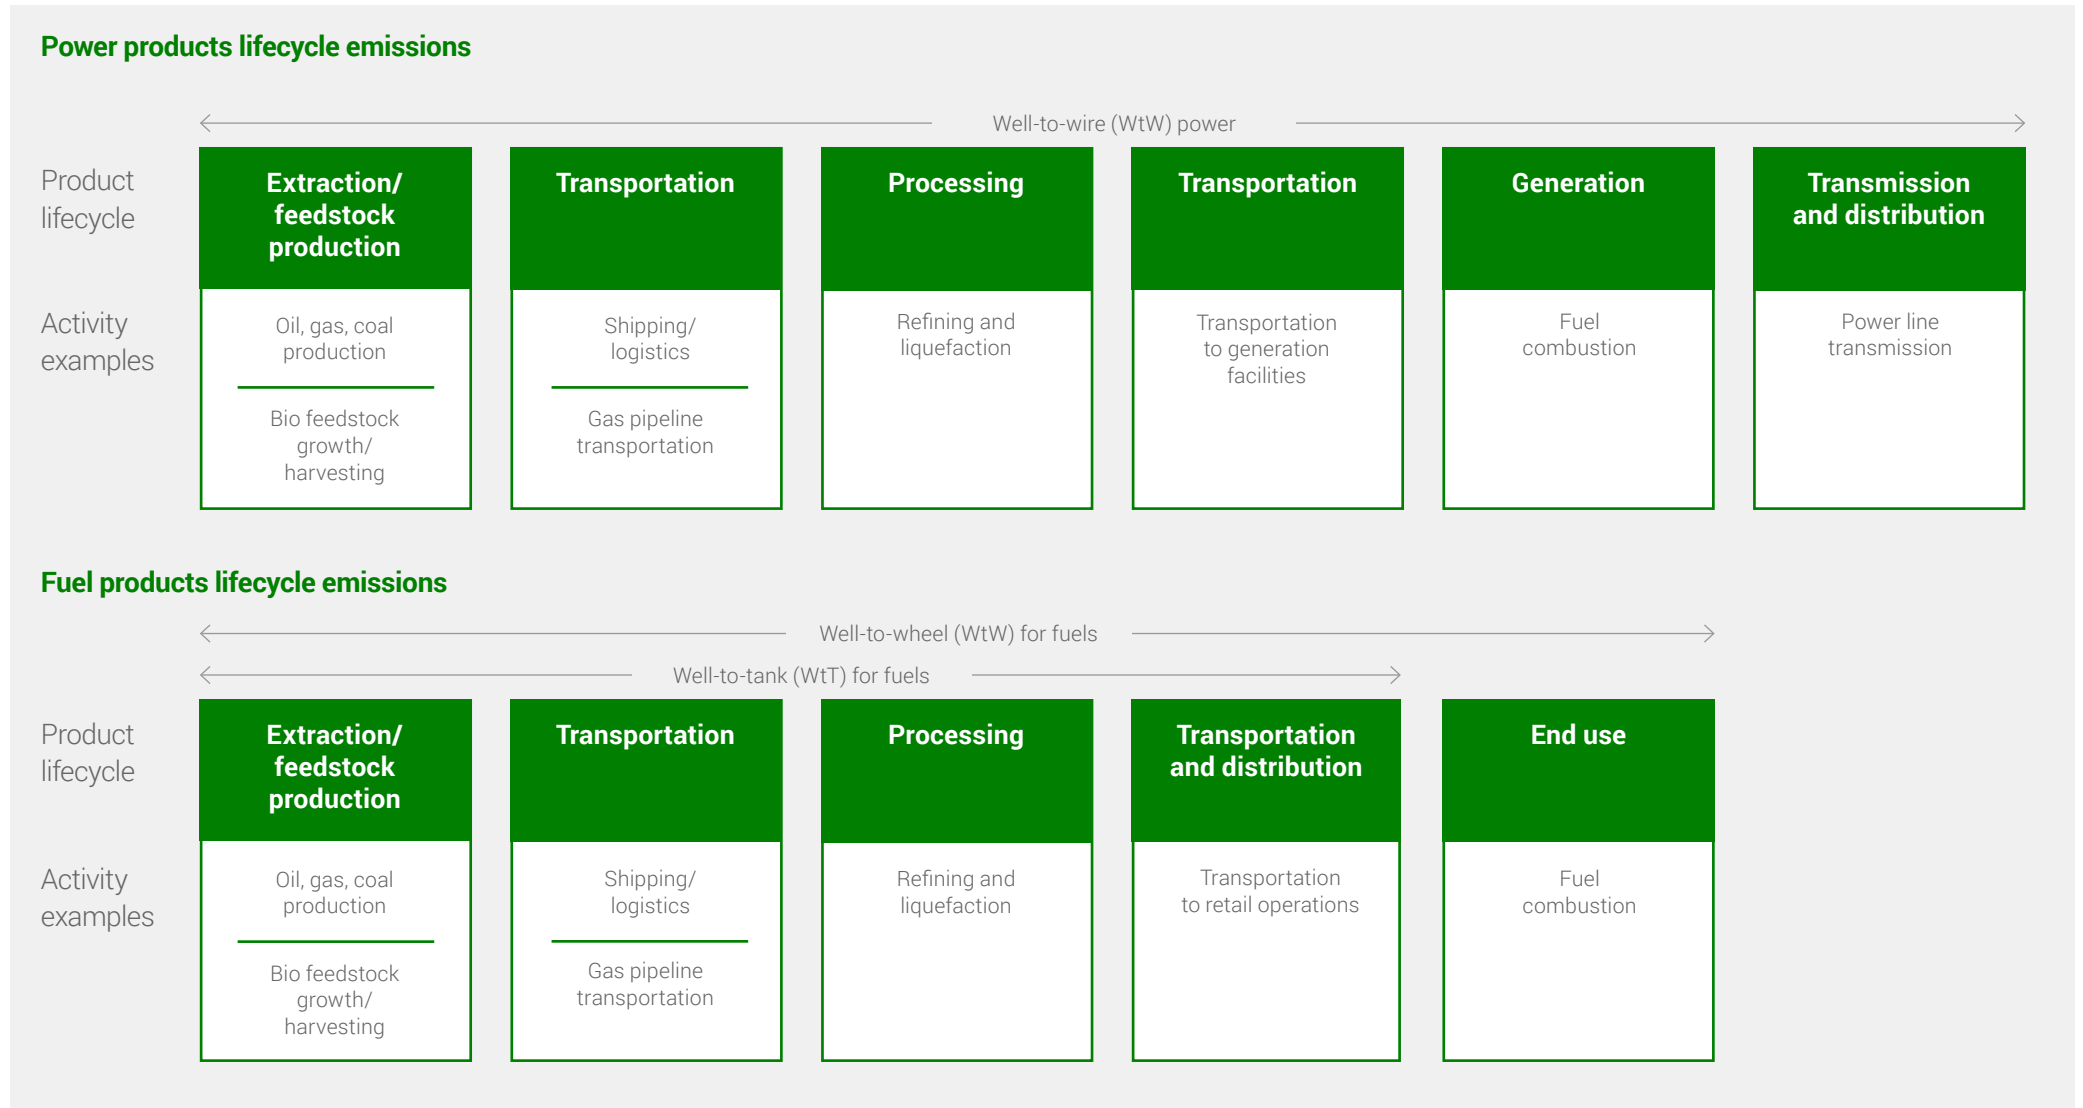 Power products lifecycle emissions
Well-to-wire (WtW) power
Product
lifecycle
Extraction/
feedstock
production
Transportation
Processing
Transportation
Generation
Transmission
and distribution
Activity
examples
Oil, gas, coal
production
Bio feedstock
growth/
harvesting
Shipping/
logistics
Gas pipeline
transportation
Refining and
liquefaction
Transportation
to generation
facilities
Fuel
combustion
Power line
transmission
Fuel products lifecycle emissions
Well-to-wheel (WtW) for fuels
Well-to-tank (WtT) for fuels
Product
lifecycle
Extraction/
feedstock
production
Transportation
Processing
Transportation
and distribution
End use
Activity
examples
Oil, gas, coal
production
Bio feedstock
growth/
harvesting
Shipping/
logistics
Gas pipeline
transportation
Refining and
liquefaction
Transportation
to retail operations
Fuel
combustion